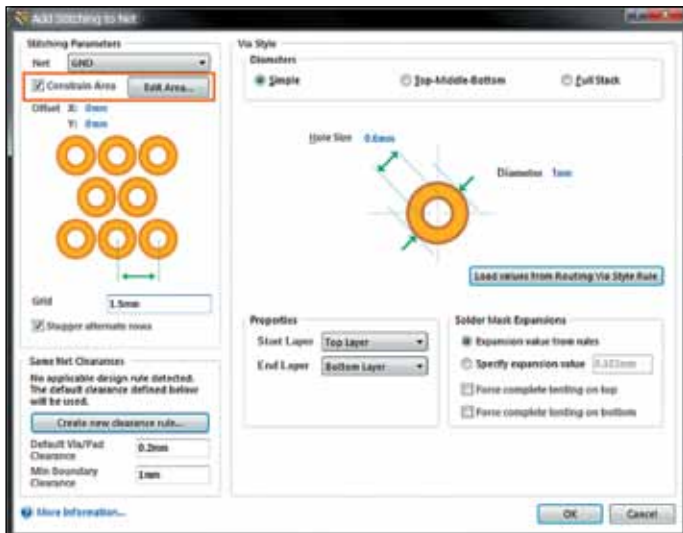 Add Stitching to Net
Stitching Parameters
Net GND
Constrain Area Edit Area...
Offset X: 0mm
Y: 0mm
Grid 1.5mm
Stagger alternate rows
Same Net Clearances
No applicable design rule detected.
The default clearance defined below
will be used.
Create new clearance rule...
Default Via/Pad
Clearance
0.2mm
Min Boundary
Clearance
1mm
More Information...
Via Style
Diameters
Simple Top-Middle-Bottom Full Stack
Hole Size 0.6mm
Diameter 1mm
Load values from Routing Via Style Rule
Properties
Start Layer Top Layer
End Layer Bottom Layer
Solder Mask Expansions
Expansion value from rules
Specify expansion value
Force complete tenting on top
Force complete tenting on bottom
OK Cancel